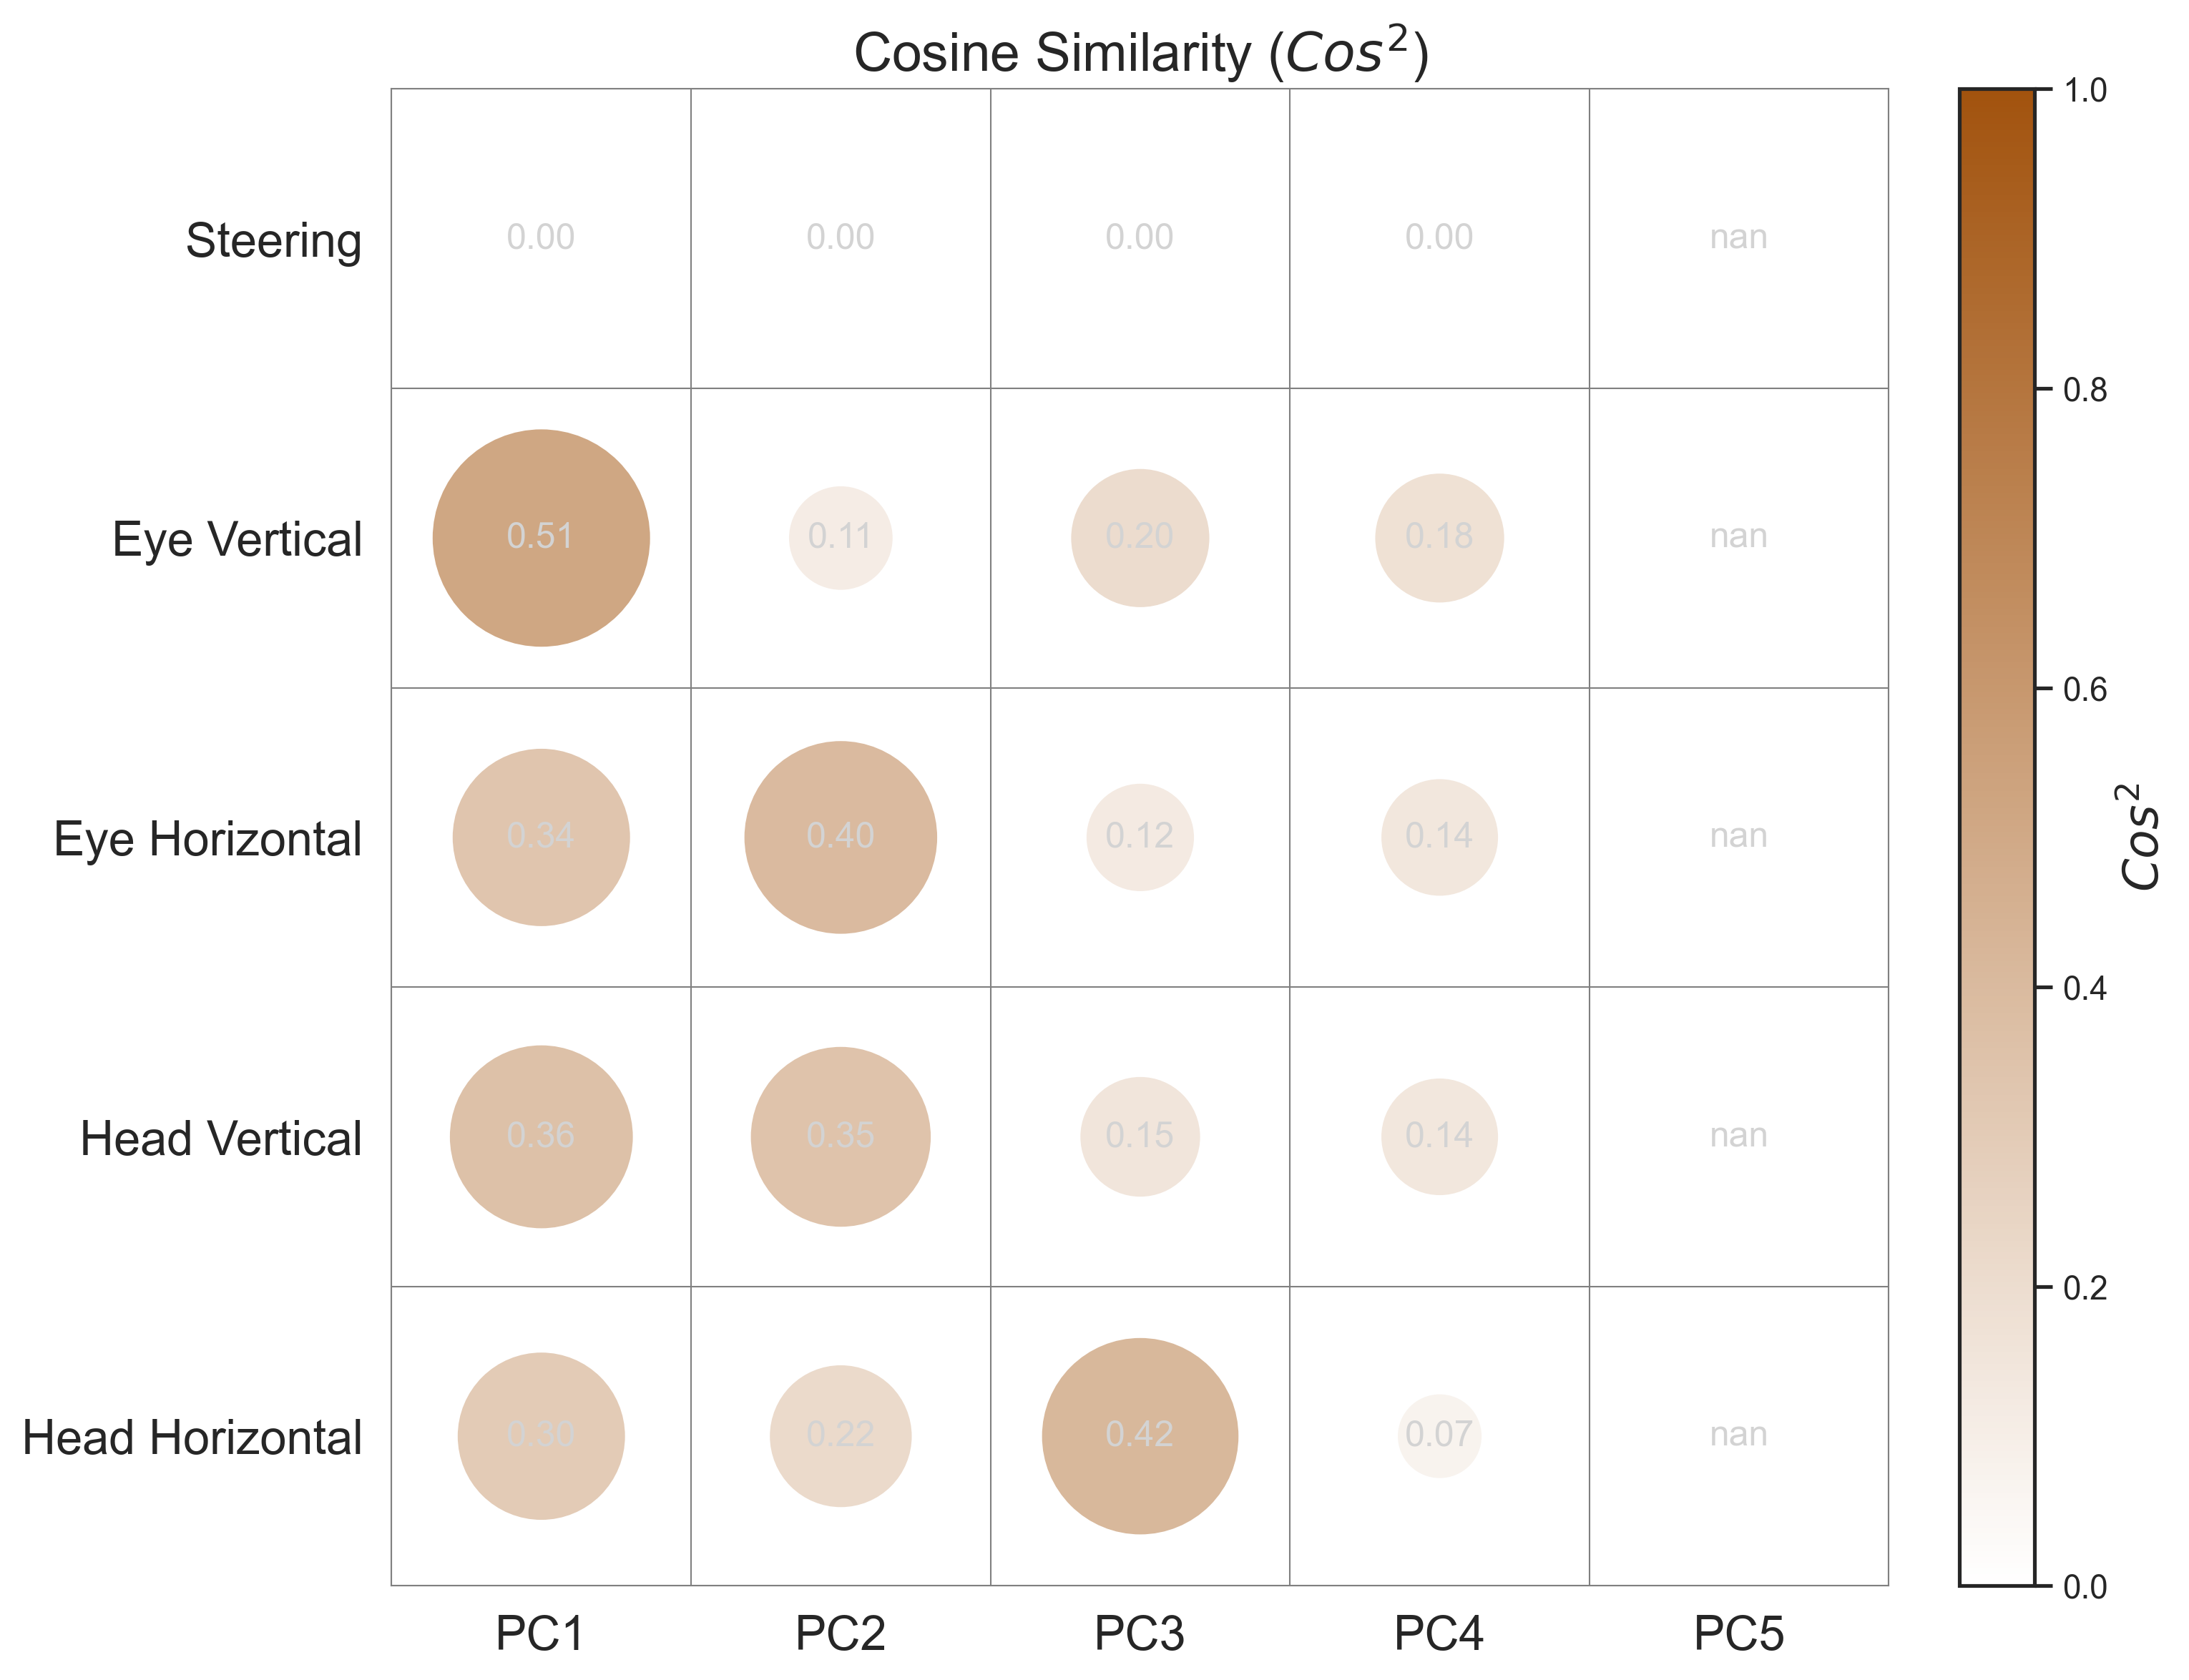 Cosine Similarity (Cos²)
Steering 0.00 0.00 0.00 0.00 nan
Eye Vertical 0.51 0.11 0.20 0.18 nan
Eye Horizontal 0.34 0.40 0.12 0.14 nan
Head Vertical 0.36 0.35 0.15 0.14 nan
Head Horizontal 0.30 0.22 0.42 0.07 nan
PC1 PC2 PC3 PC4 PC5
1.0
0.8
0.6
0.4
0.2
0.0
Cos²